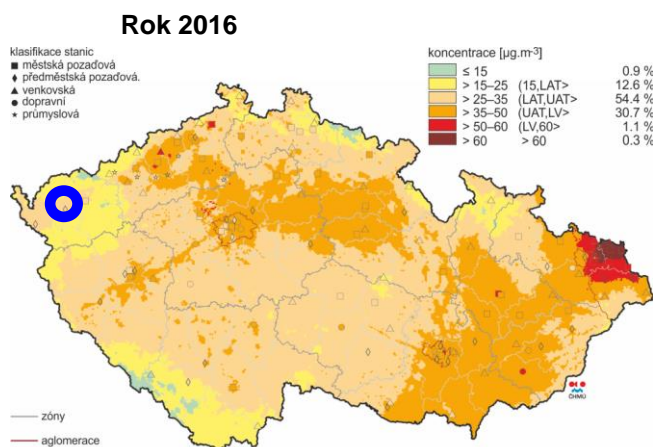 Rok 2016
klasifikace stanic
městská pozaďová
předměstská pozaďová.
venkovská
dopravní
průmyslová
koncentrace [µg.m-³]
≤ 15 0.9 %
> 15–25 (15,LAT> 12.6 %
> 25–35 (LAT,UAT> 54.4 %
> 35–50 (UAT,LV> 30.7 %
> 50–60 (LV,60> 1.1 %
> 60 > 60 0.3 %
ČHMÚ
zóny
aglomerace